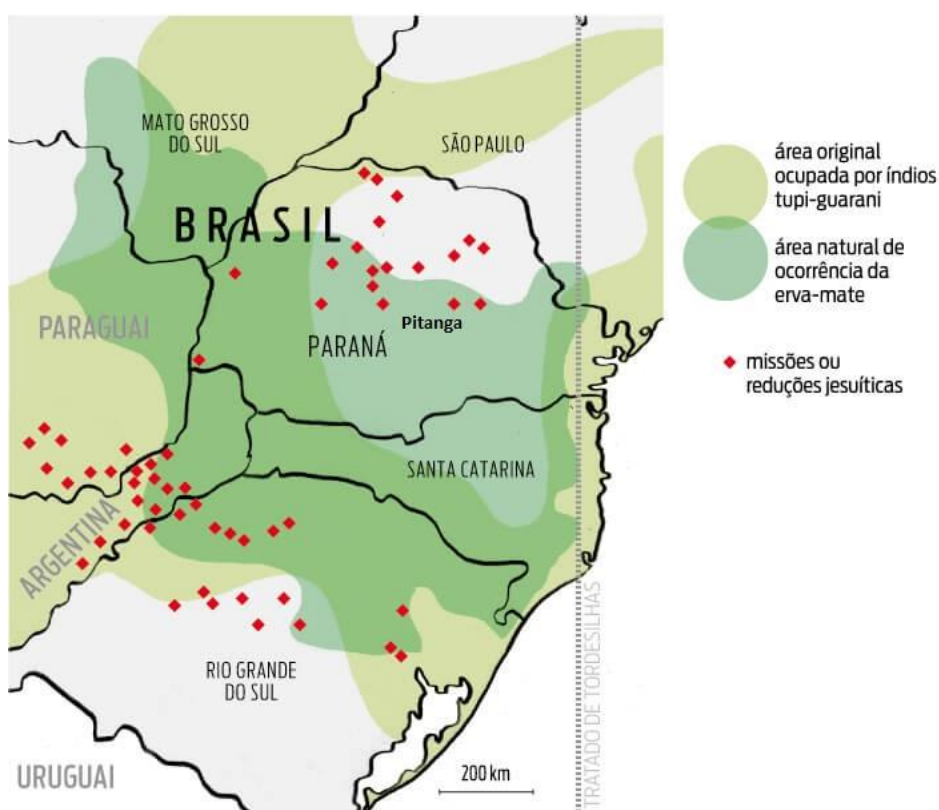 MATO GROSSO
DO SUL
SÃO PAULO
BRASIL
PARAGUAI
Pitanga
PARANÁ
SANTA CATARINA
ARGENTINA
RIO GRANDE
DO SUL
URUGUAI
200 km
TRATADO DE TORDESILHAS
área original
ocupada por índios
tupi-guarani
área natural de
ocorrência da
erva-mate
missões ou
reduções jesuíticas